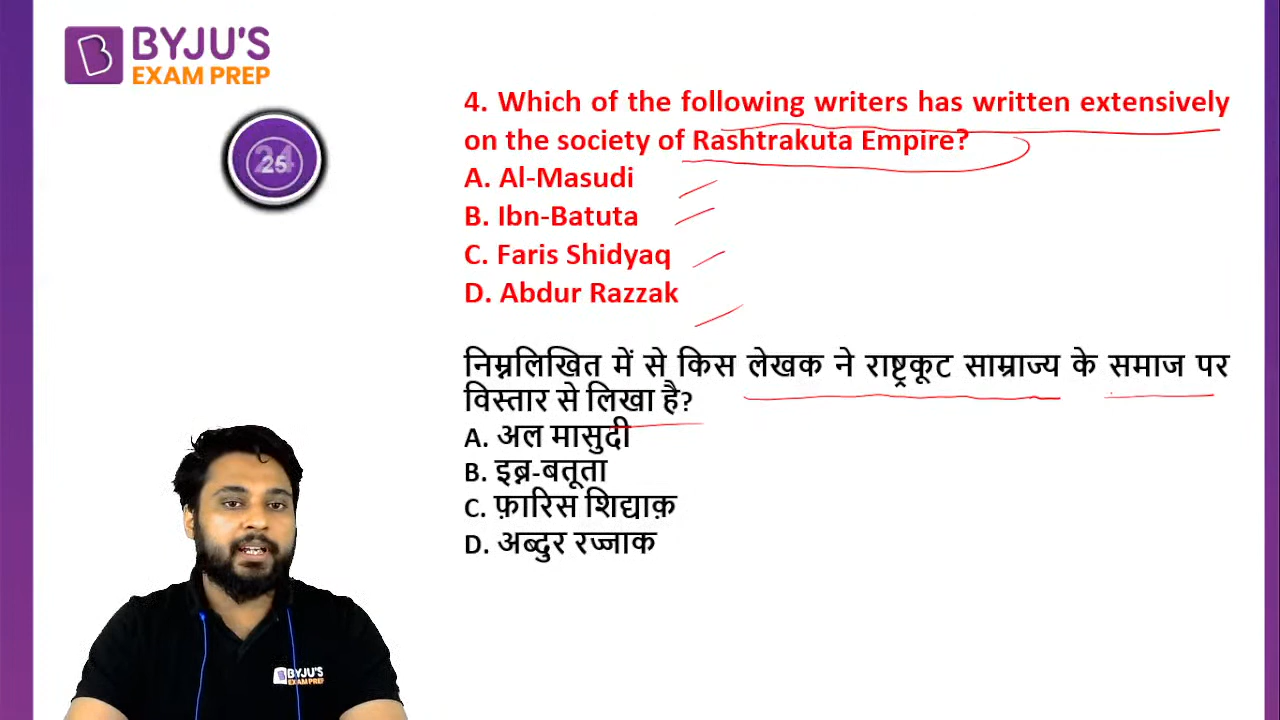 BYJU'S
EXAM PREP
4. Which of the following writers has written extensively
on the society of Rashtrakuta Empire?
A. Al-Masudi
B. Ibn-Batuta
C. Faris Shidyaq
D. Abdur Razzak
निम्नलिखित में से किस लेखक ने राष्ट्रकूट साम्राज्य के समाज पर
विस्तार से लिखा है?
A. अल मासुदी
B. इब्न-बतूता
C. फ़ारिस शिद्याक़
D. अब्दुर रज्जाक
25
BYJU'S
EXAM PREP